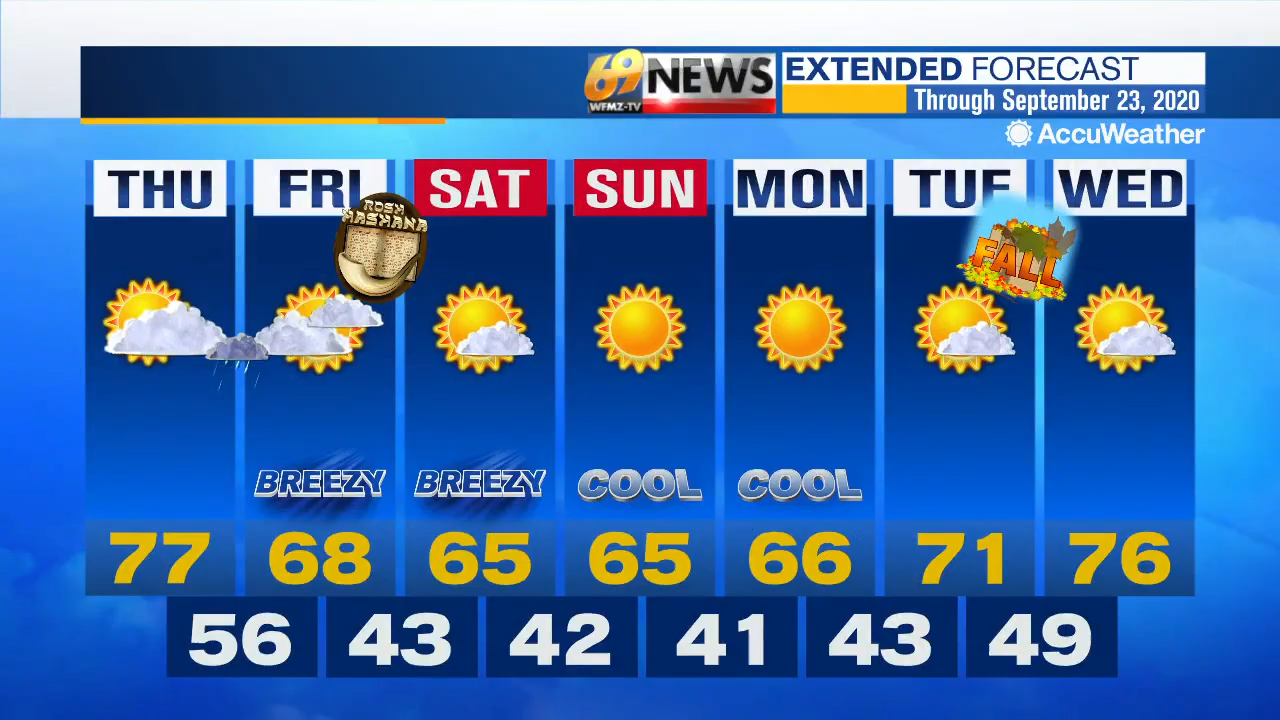 69 NEWS
WFMZ-TV
EXTENDED FORECAST
Through September 23, 2020
AccuWeather
THU FRI SAT SUN MON TUE WED
ROSH
HASHANA
FALL
BREEZY BREEZY COOL COOL
77 68 65 65 66 71 76
56 43 42 41 43 49